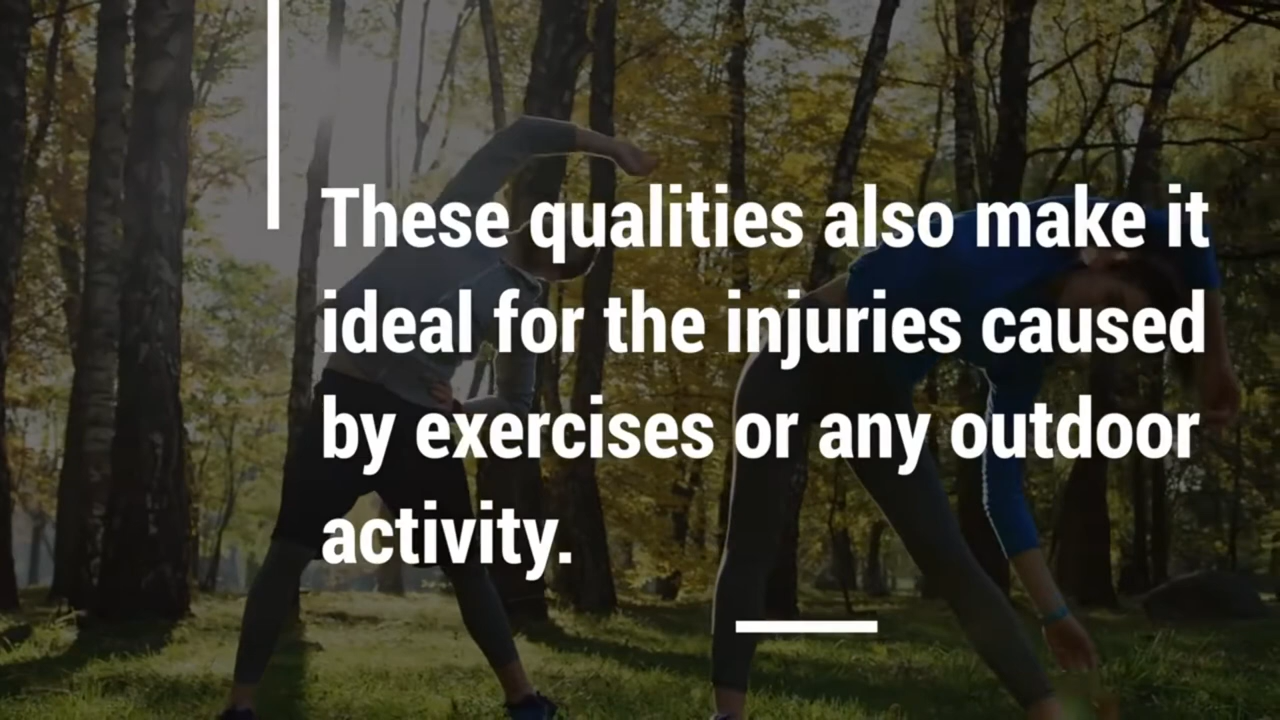 These qualities also make it
ideal for the injuries caused
by exercises or any outdoor
activity.